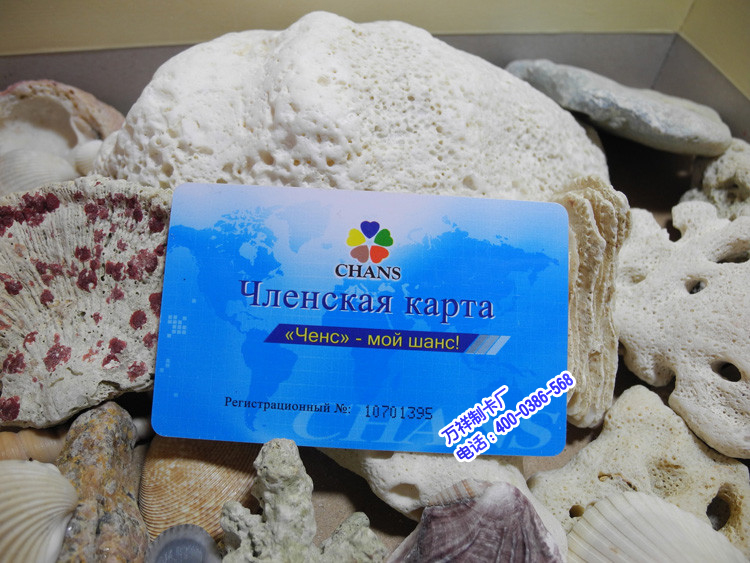 CHANS
Членская карта
«Ченс» - мой шанс!
Регистрационный №: 10701395
CHANS
万祥制卡厂
电话：400-0386-568